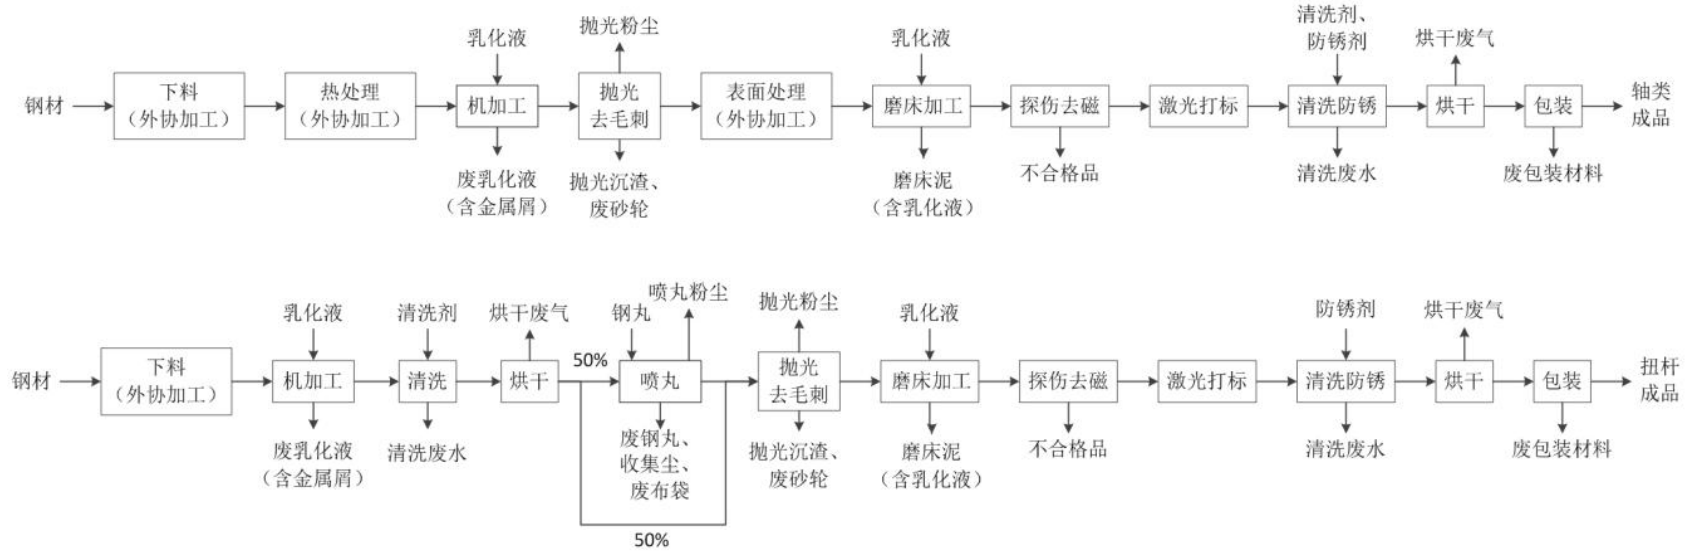 钢材
下料
（外协加工）
热处理
（外协加工）
乳化液
机加工
废乳化液
（含金属屑）
抛光粉尘
抛光
去毛刺
抛光沉渣、
废砂轮
表面处理
（外协加工）
乳化液
磨床加工
磨床泥
（含乳化液）
探伤去磁
不合格品
激光打标
清洗剂、
防锈剂
清洗防锈
清洗废水
烘干废气
烘干
包装
废包装材料
轴类
成品
钢材
下料
（外协加工）
乳化液
机加工
废乳化液
（含金属屑）
清洗剂
清洗
清洗废水
烘干废气
烘干
50%
钢丸
喷丸粉尘
喷丸
废钢丸、
收集尘、
废布袋
50%
抛光粉尘
抛光
去毛刺
抛光沉渣、
废砂轮
乳化液
磨床加工
磨床泥
（含乳化液）
探伤去磁
不合格品
激光打标
防锈剂
清洗防锈
清洗废水
烘干废气
烘干
包装
废包装材料
扭杆
成品